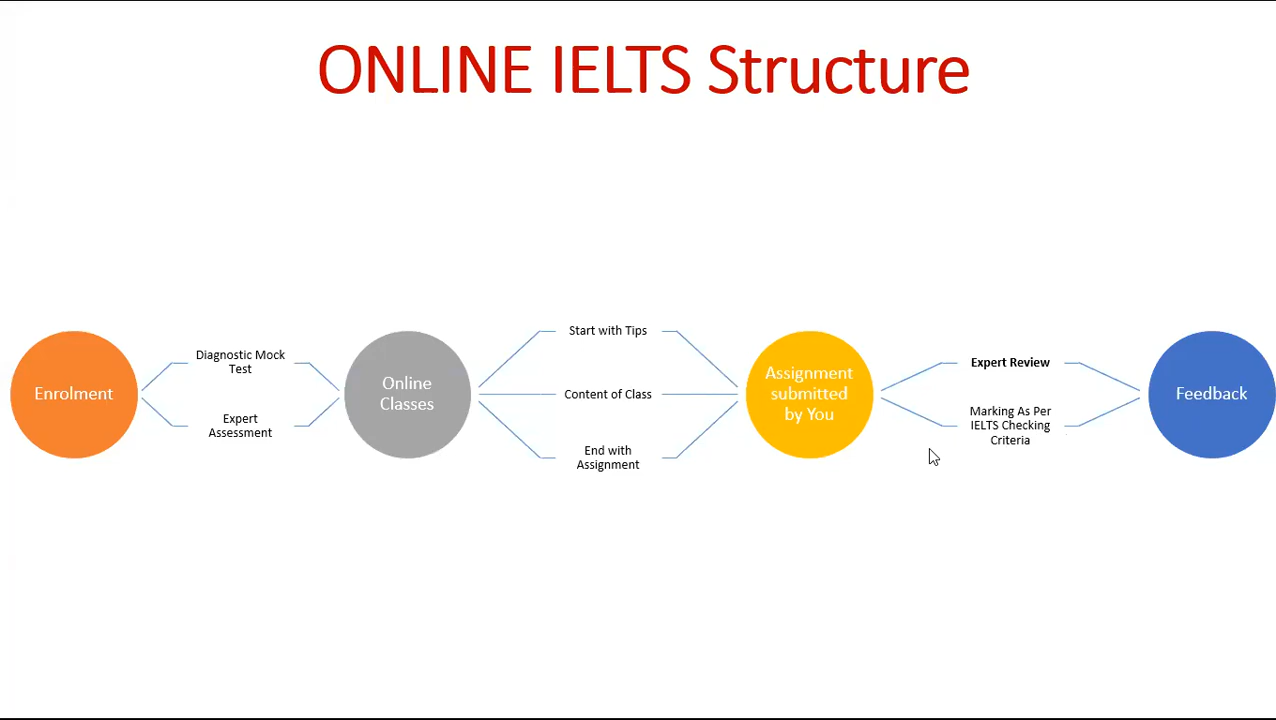 ONLINE IELTS Structure
Enrolment
Diagnostic Mock
Test
Expert
Assessment
Online
Classes
Start with Tips
Content of Class
End with
Assignment
Assignment
submitted
by You
Expert Review
Marking As Per
IELTS Checking
Criteria
Feedback